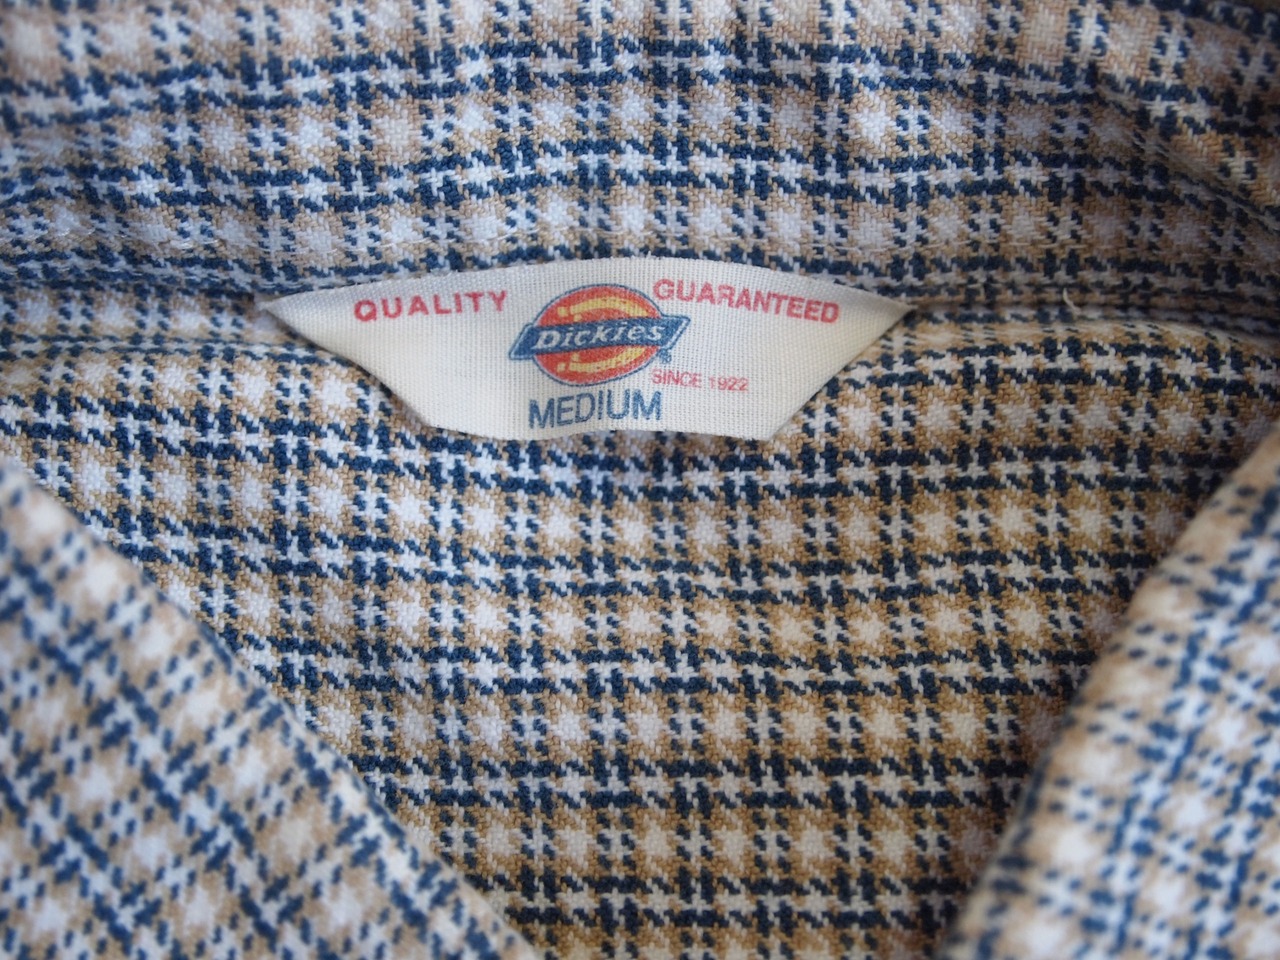 QUALITY GUARANTEED
Dickies®
SINCE 1922
MEDIUM